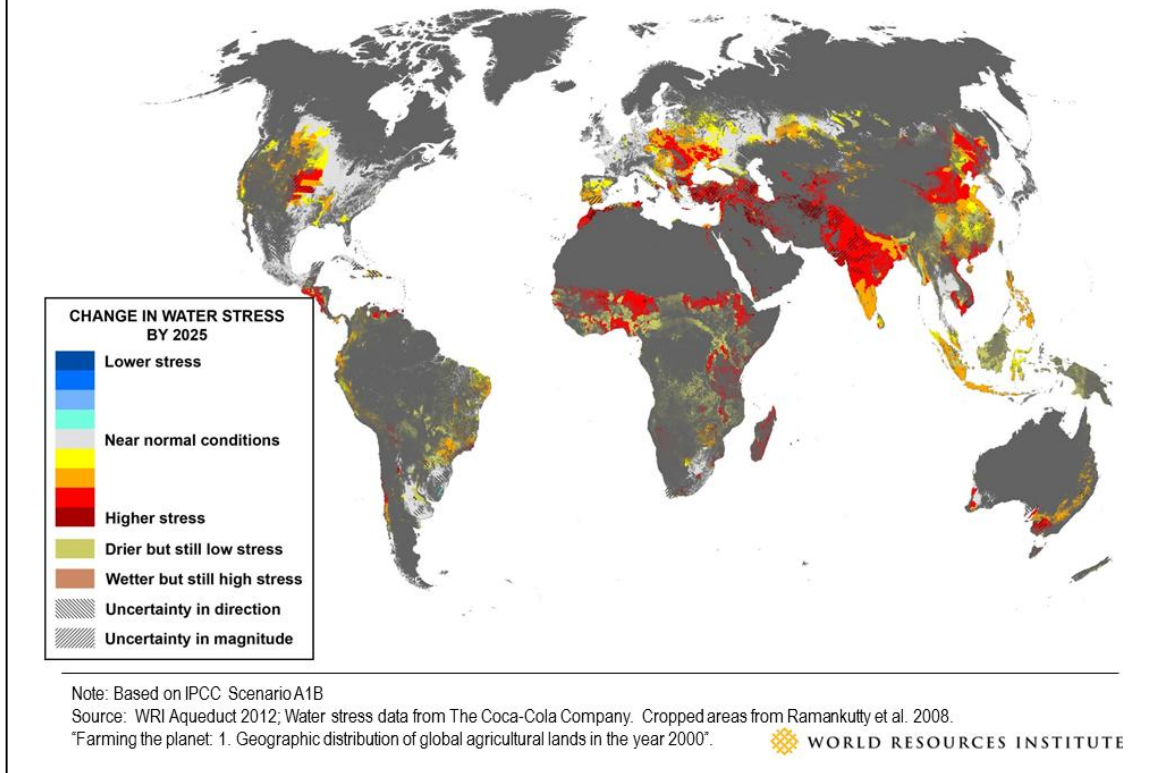 CHANGE IN WATER STRESS
BY 2025
Lower stress
Near normal conditions
Higher stress
Drier but still low stress
Wetter but still high stress
Uncertainty in direction
Uncertainty in magnitude
Note: Based on IPCC Scenario A1B
Source: WRI Aqueduct 2012; Water stress data from The Coca-Cola Company. Cropped areas from Ramankutty et al. 2008.
“Farming the planet: 1. Geographic distribution of global agricultural lands in the year 2000”.
WORLD RESOURCES INSTITUTE